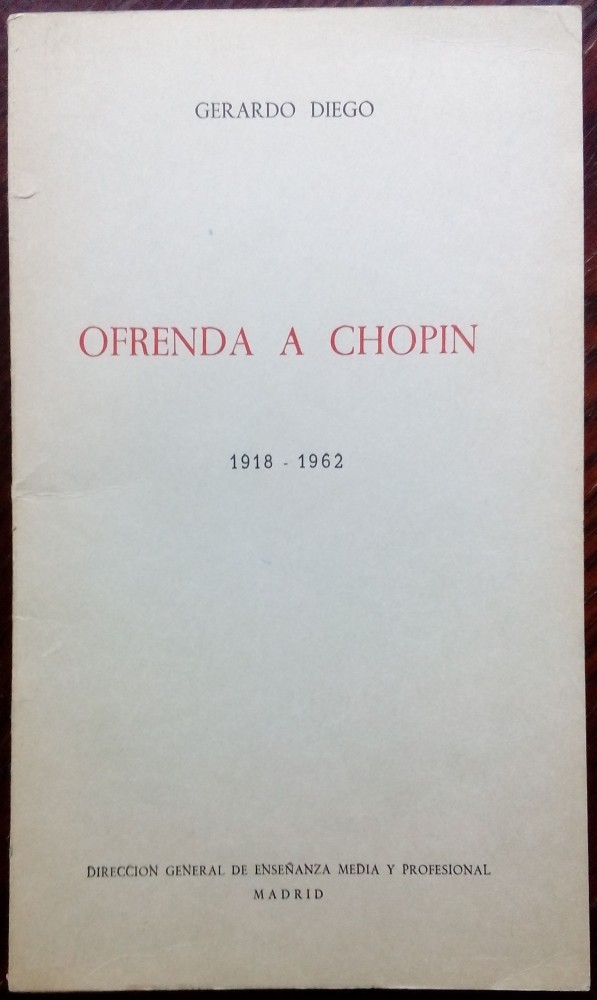 GERARDO DIEGO
OFRENDA A CHOPIN
1918 - 1962
DIRECCION GENERAL DE ENSEÑANZA MEDIA Y PROFESIONAL
MADRID